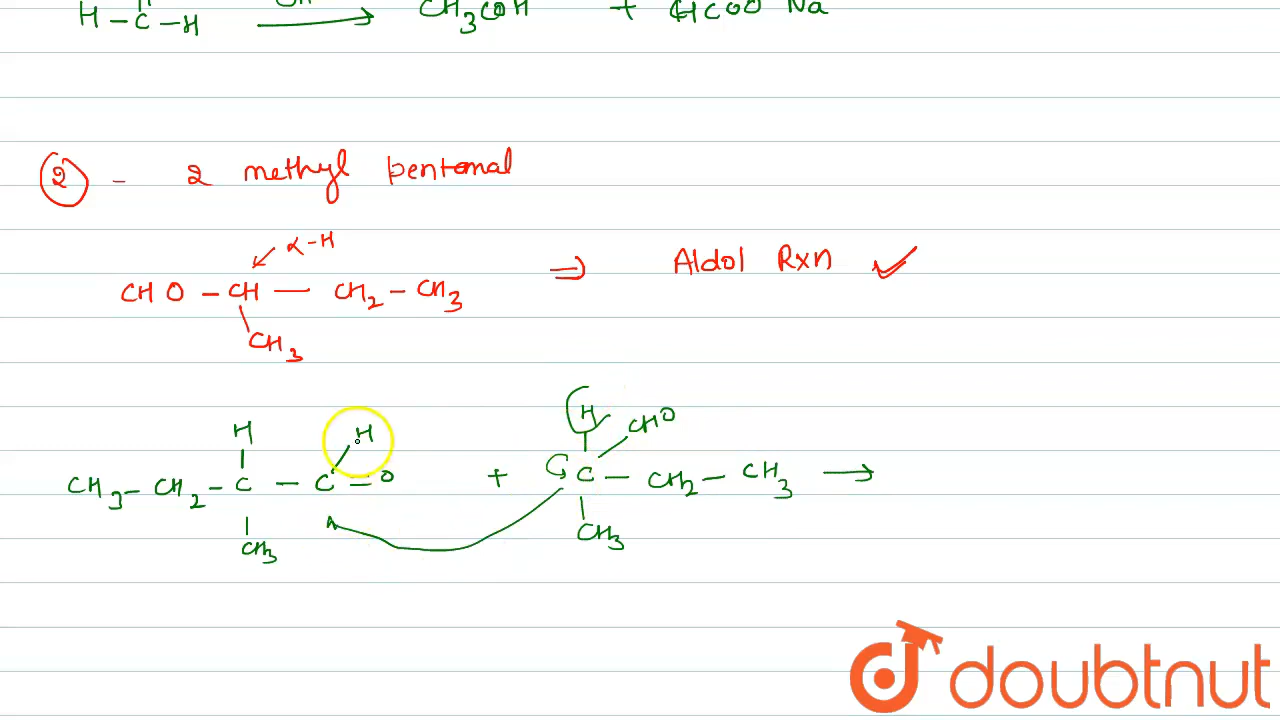 H - C - H → CH3OH + HCOO Na
② - 2 methyl pentanal
α-H
CHO - CH - CH2 - CH3 ⇒ Aldol Rxn ✓
CH3
H H H CHO
CH3 - CH2 - C - C = O + C - CH2 - CH3 →
CH3 CH3
doubtnut